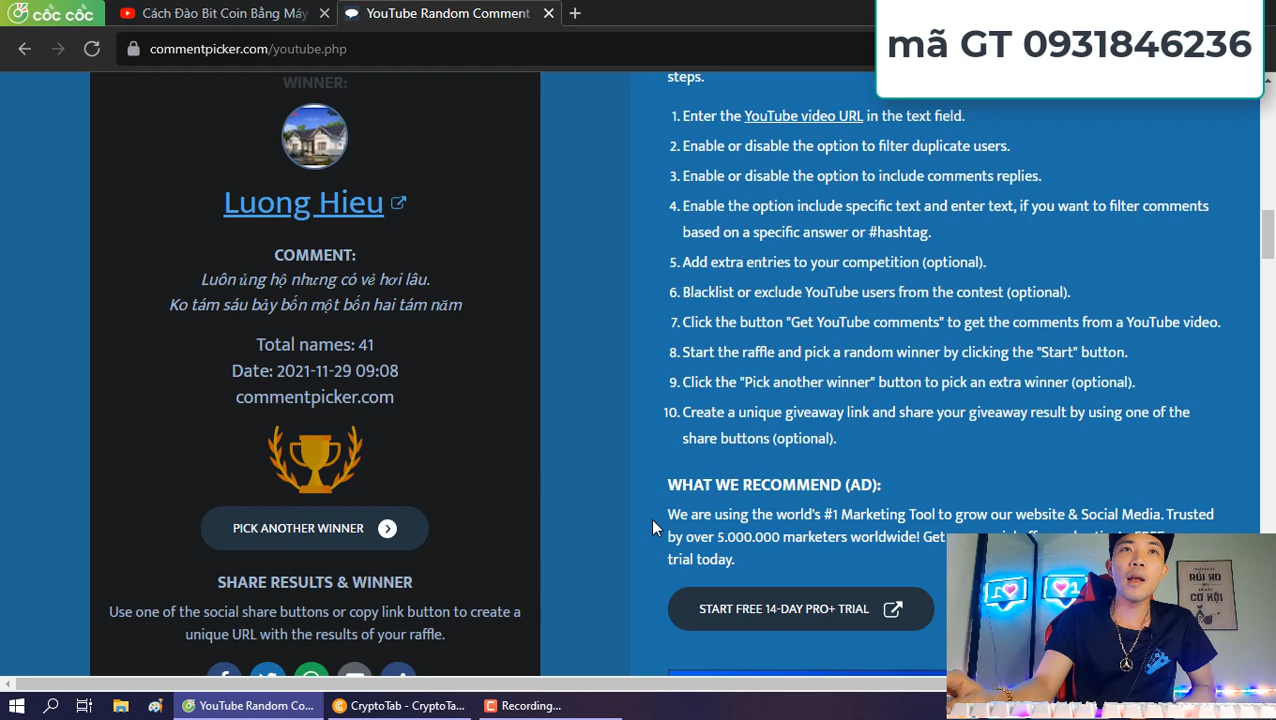 cốc cốc
Cách Đào Bit Coin Bằng Máy
YouTube Random Comment
mã GT 0931846236
commentpicker.com/youtube.php
WINNER:
Luong Hieu
COMMENT:
Luôn ủng hộ nhưng có vẻ hơi lâu.
Ko tám sáu bảy bốn một bốn hai tám năm
Total names: 41
Date: 2021-11-29 09:08
commentpicker.com
PICK ANOTHER WINNER
SHARE RESULTS & WINNER
Use one of the social share buttons or copy link button to create a
unique URL with the results of your raffle.
steps.
1. Enter the YouTube video URL in the text field.
2. Enable or disable the option to filter duplicate users.
3. Enable or disable the option to include comments replies.
4. Enable the option include specific text and enter text, if you want to filter comments
based on a specific answer or #hashtag.
5. Add extra entries to your competition (optional).
6. Blacklist or exclude YouTube users from the contest (optional).
7. Click the button "Get YouTube comments" to get the comments from a YouTube video.
8. Start the raffle and pick a random winner by clicking the "Start" button.
9. Click the "Pick another winner" button to pick an extra winner (optional).
10. Create a unique giveaway link and share your giveaway result by using one of the
share buttons (optional).
WHAT WE RECOMMEND (AD):
We are using the world's #1 Marketing Tool to grow our website & Social Media. Trusted
by over 5.000.000 marketers worldwide! Get
trial today.
START FREE 14-DAY PRO+ TRIAL
RỦI RO
CƠ HỘI
YouTube Random Co...
CryptoTab - CryptoTa...
Recording...